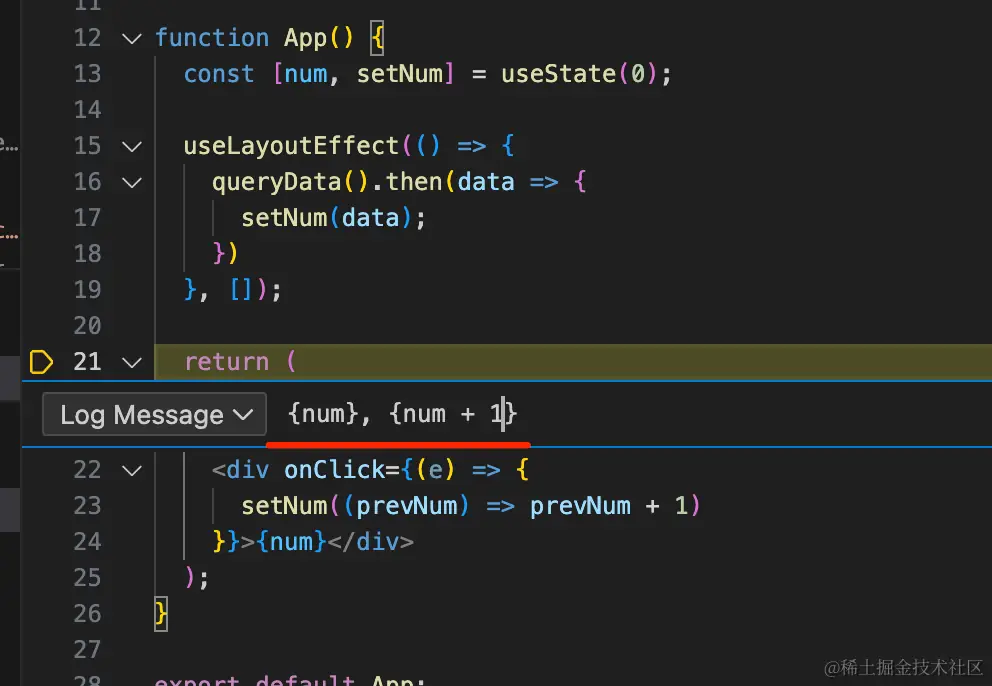 11
12 function App() {
13 const [num, setNum] = useState(0);
14
15 useLayoutEffect(() => {
16 queryData().then(data => {
17 setNum(data);
18 })
19 }, []);
20
21 return (
Log Message {num}, {num + 1}
22 <div onClick={(e) => {
23 setNum((prevNum) => prevNum + 1)
24 }}>{num}</div>
25 );
26 }
27
28 export default App;
@稀土掘金技术社区